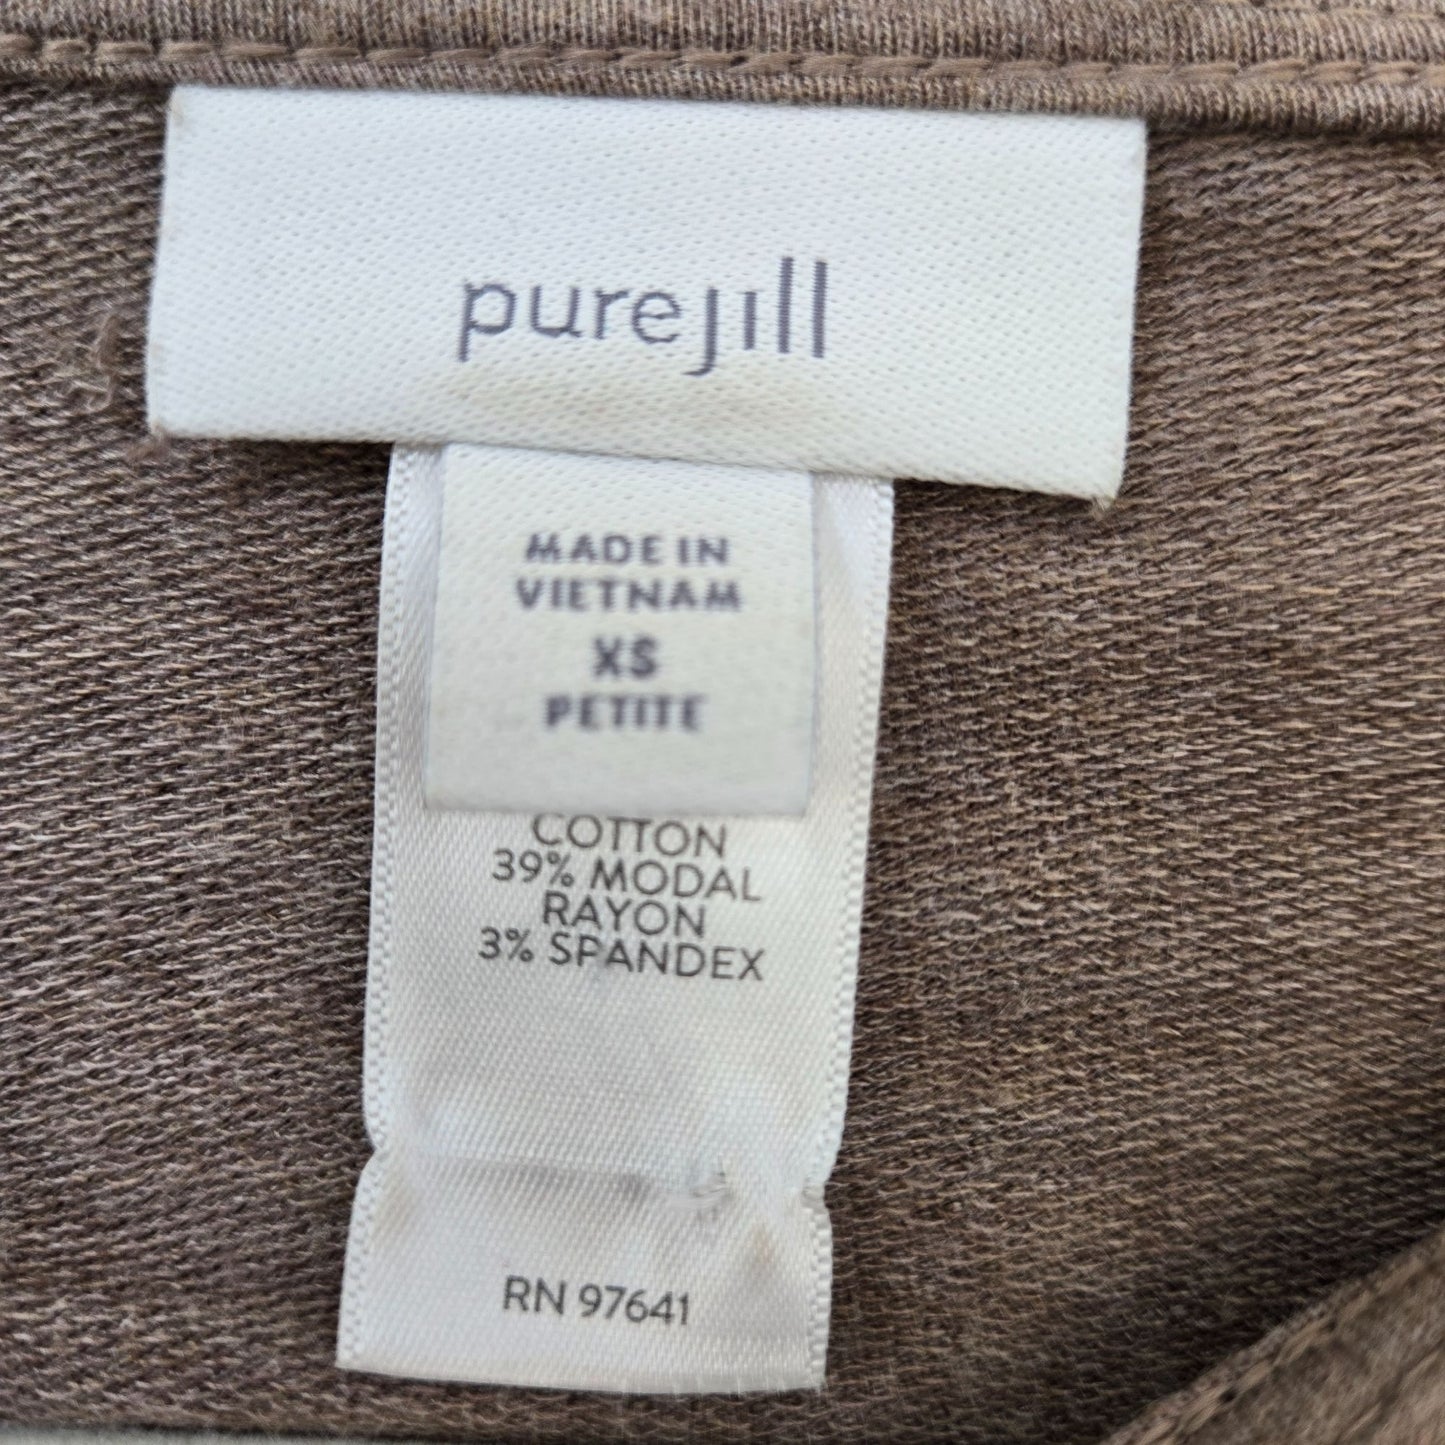 purejill
MADE IN
VIETNAM
XS
PETITE
COTTON
39% MODAL
RAYON
3% SPANDEX
RN 97641